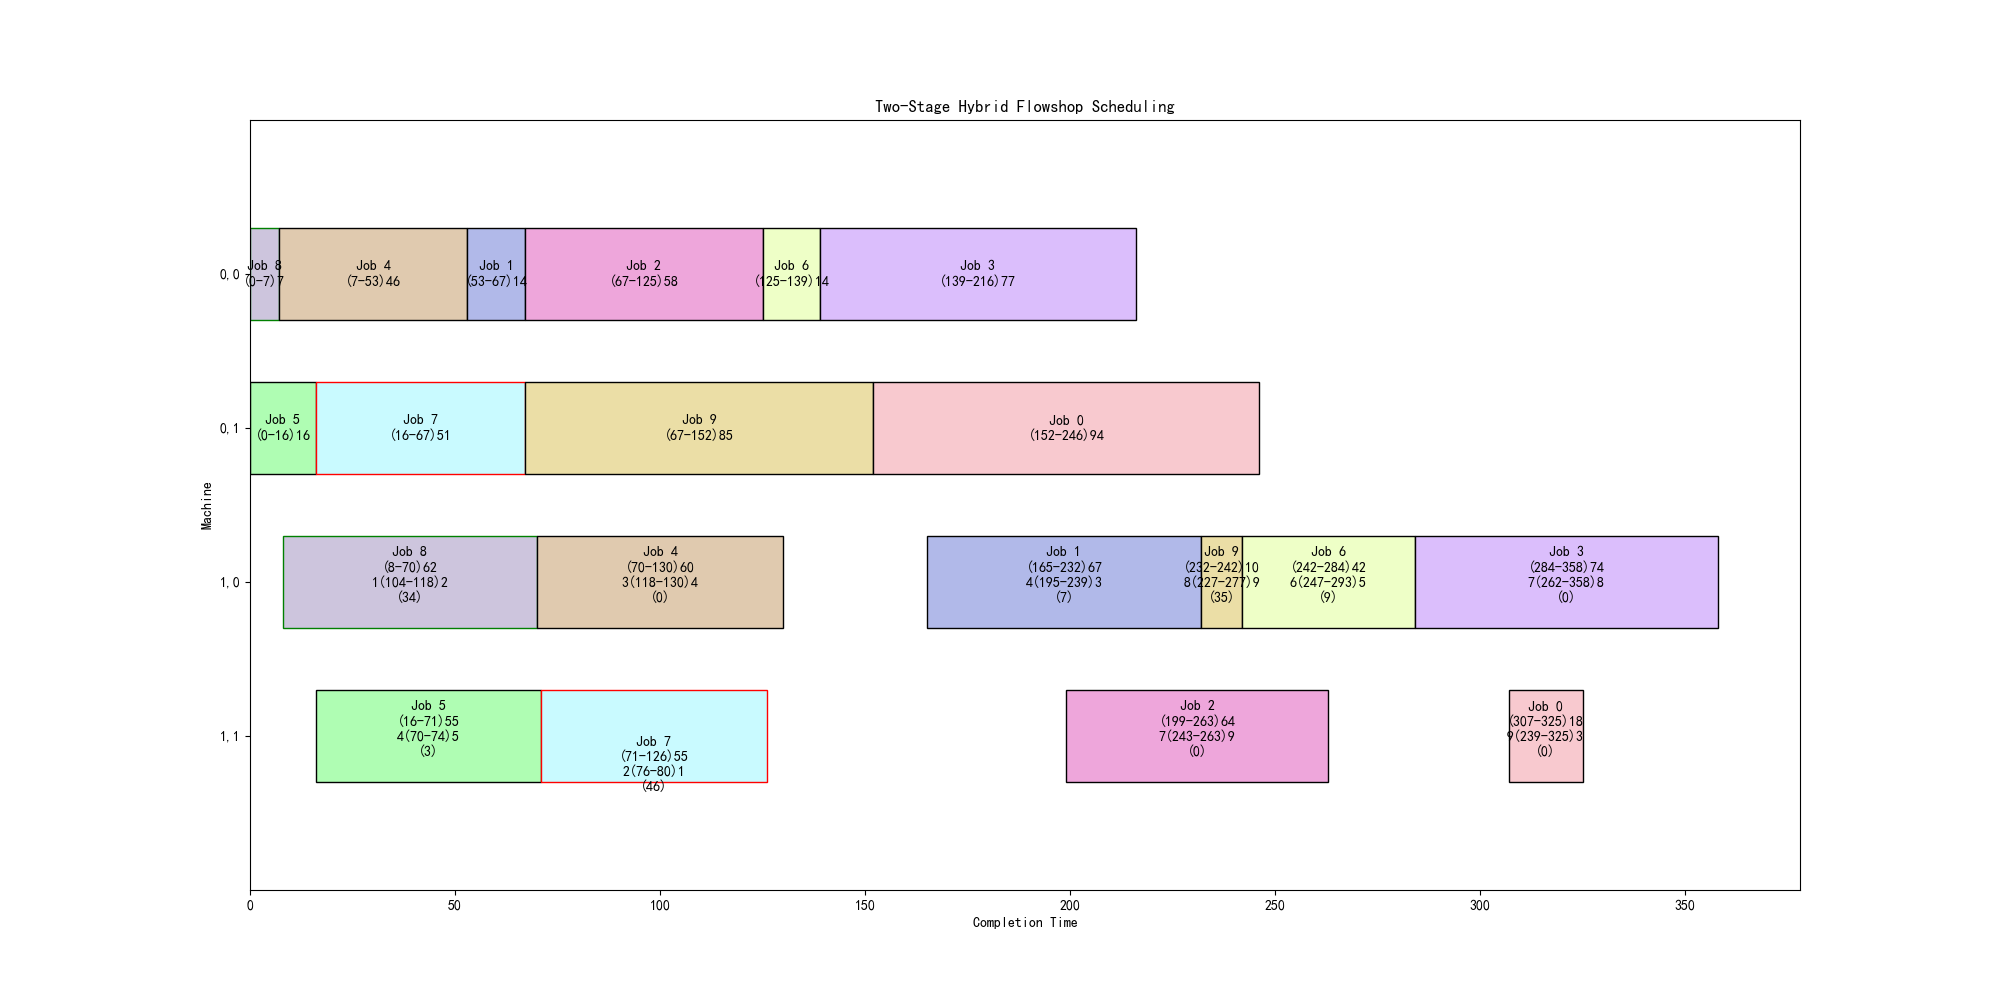 Two-Stage Hybrid Flowshop Scheduling
Machine
0,0
Job 8
(0-7)7
Job 4
(7-53)46
Job 1
(53-67)14
Job 2
(67-125)58
Job 6
(125-139)14
Job 3
(139-216)77
0,1
Job 5
(0-16)16
Job 7
(16-67)51
Job 9
(67-152)85
Job 0
(152-246)94
1,0
Job 8
(8-70)62
1(104-118)2
(34)
Job 4
(70-130)60
3(118-130)4
(0)
Job 1
(165-232)67
4(195-239)3
(7)
Job 9
(232-242)10
8(227-277)9
(35)
Job 6
(242-284)42
6(247-293)5
(9)
Job 3
(284-358)74
7(262-358)8
(0)
1,1
Job 5
(16-71)55
4(70-74)5
(3)
Job 7
(71-126)55
2(76-80)1
(46)
Job 2
(199-263)64
7(243-263)9
(0)
Job 0
(307-325)18
9(239-325)3
(0)
0 50 100 150 200 250 300 350
Completion Time